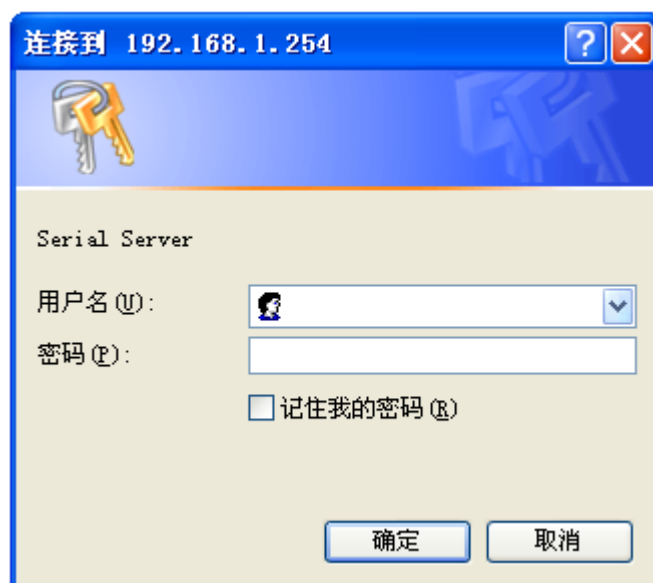 连接到 192.168.1.254
Serial Server
用户名(U):
密码(P):
记住我的密码(R)
确定 取消